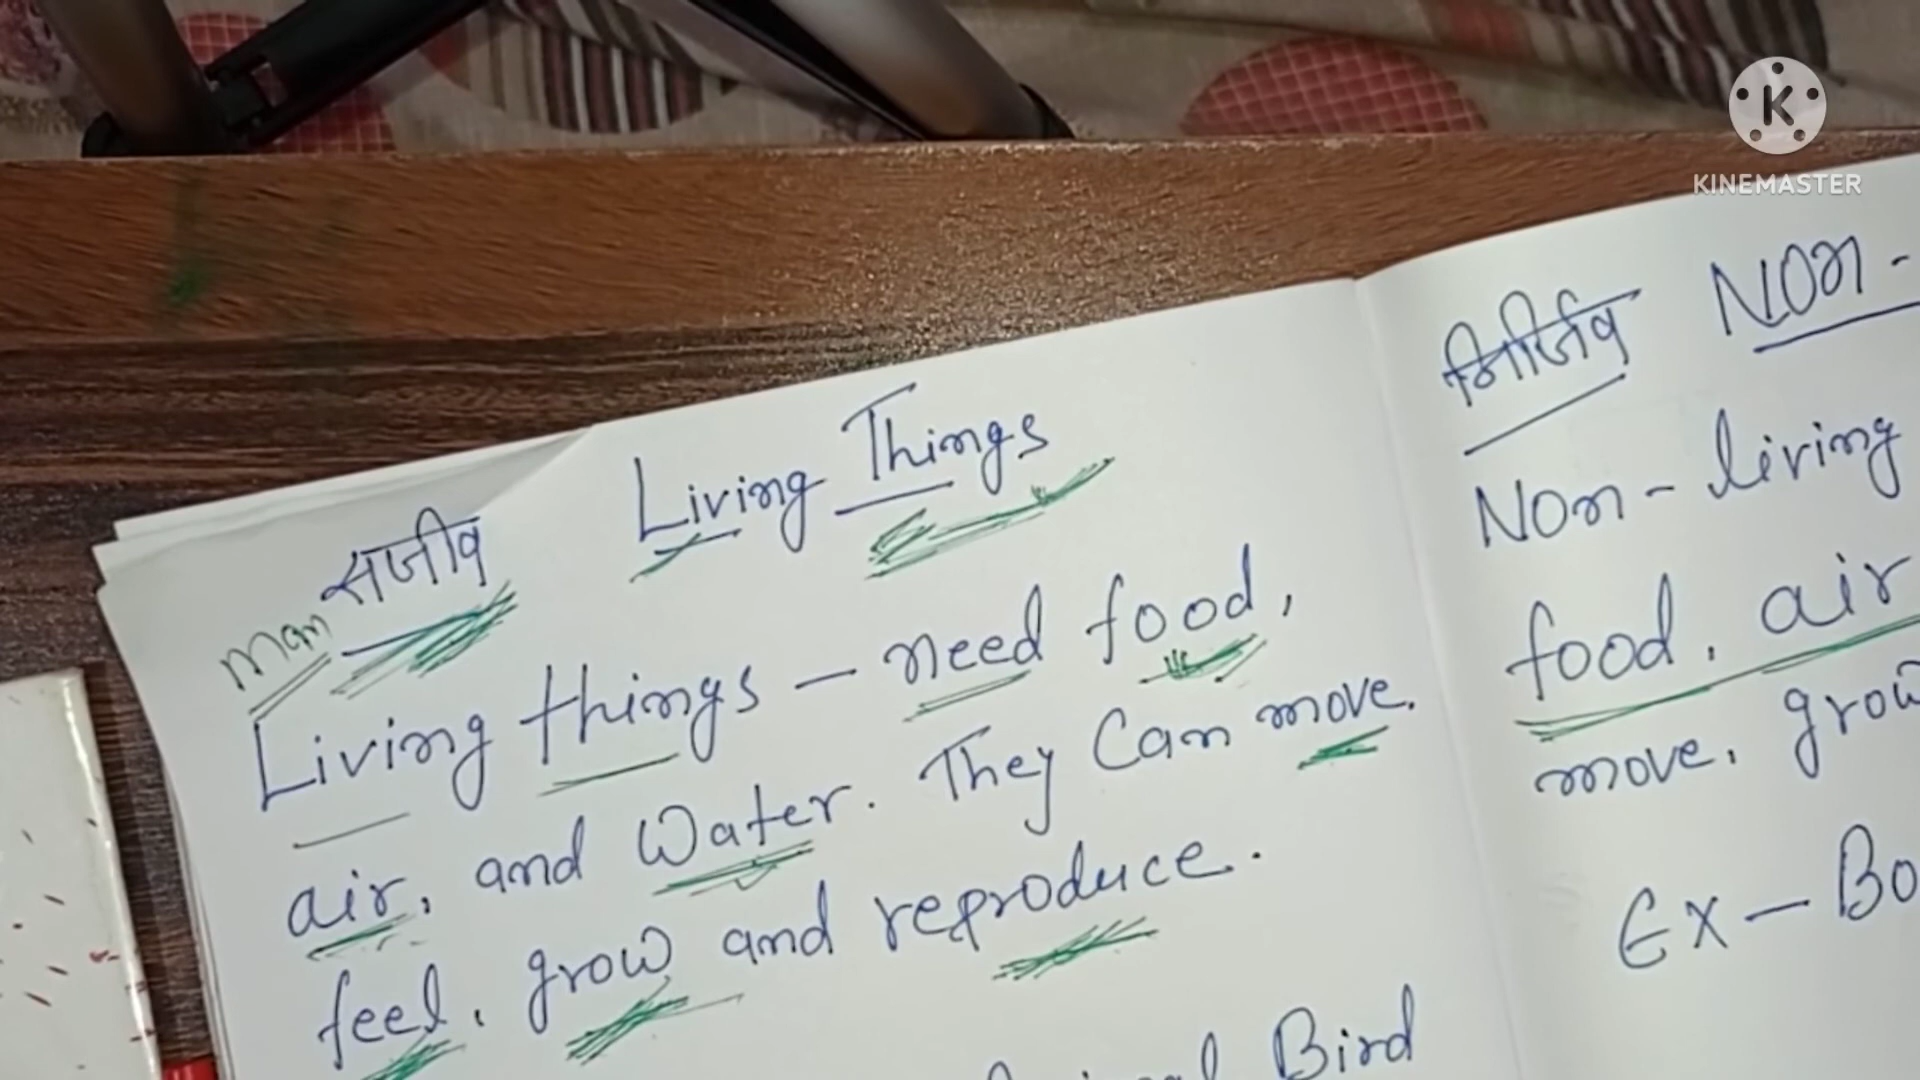 सजीव Living Things
man
Living things - need food,
air, and Water. They Can move.
feel, grow and reproduce.
Bird
निर्जिव NOn-
NOn-living
food, air
move, grow
Ex - Bo
KINEMASTER